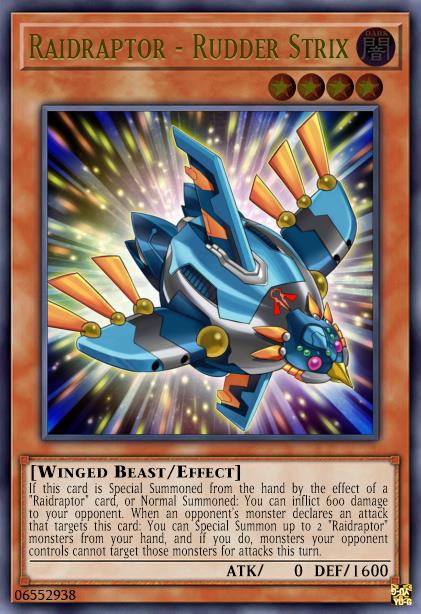 Raidraptor - Rudder Strix
DARK
闇
[Winged Beast/Effect]
If this card is Special Summoned from the hand by the effect of a
"Raidraptor" card, or Normal Summoned: You can inflict 600 damage
to your opponent. When an opponent's monster declares an attack
that targets this card: You can Special Summon up to 2 "Raidraptor"
monsters from your hand, and if you do, monsters your opponent
controls cannot target those monsters for attacks this turn.
ATK/ 0 DEF/1600
06552938